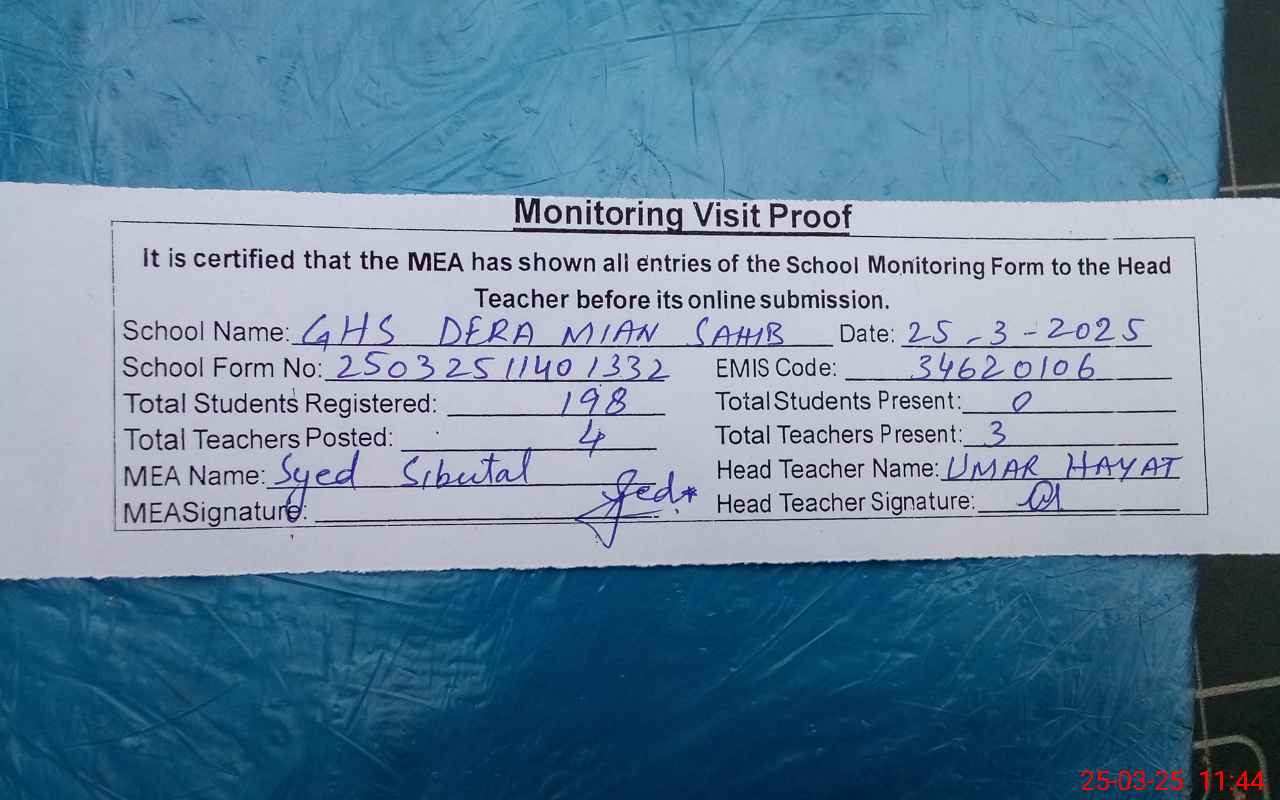 Monitoring Visit Proof
It is certified that the MEA has shown all entries of the School Monitoring Form to the Head
Teacher before its online submission.
School Name: GHS DERA MIAN SAHIB Date: 25-3-2025
School Form No: 25032511401332 EMIS Code: 34620106
Total Students Registered: 198 Total Students Present: 0
Total Teachers Posted: 4 Total Teachers Present: 3
MEA Name: Syed Sibutal Head Teacher Name: UMAR HAYAT
MEASignature: Head Teacher Signature:
25-03-25 11:44